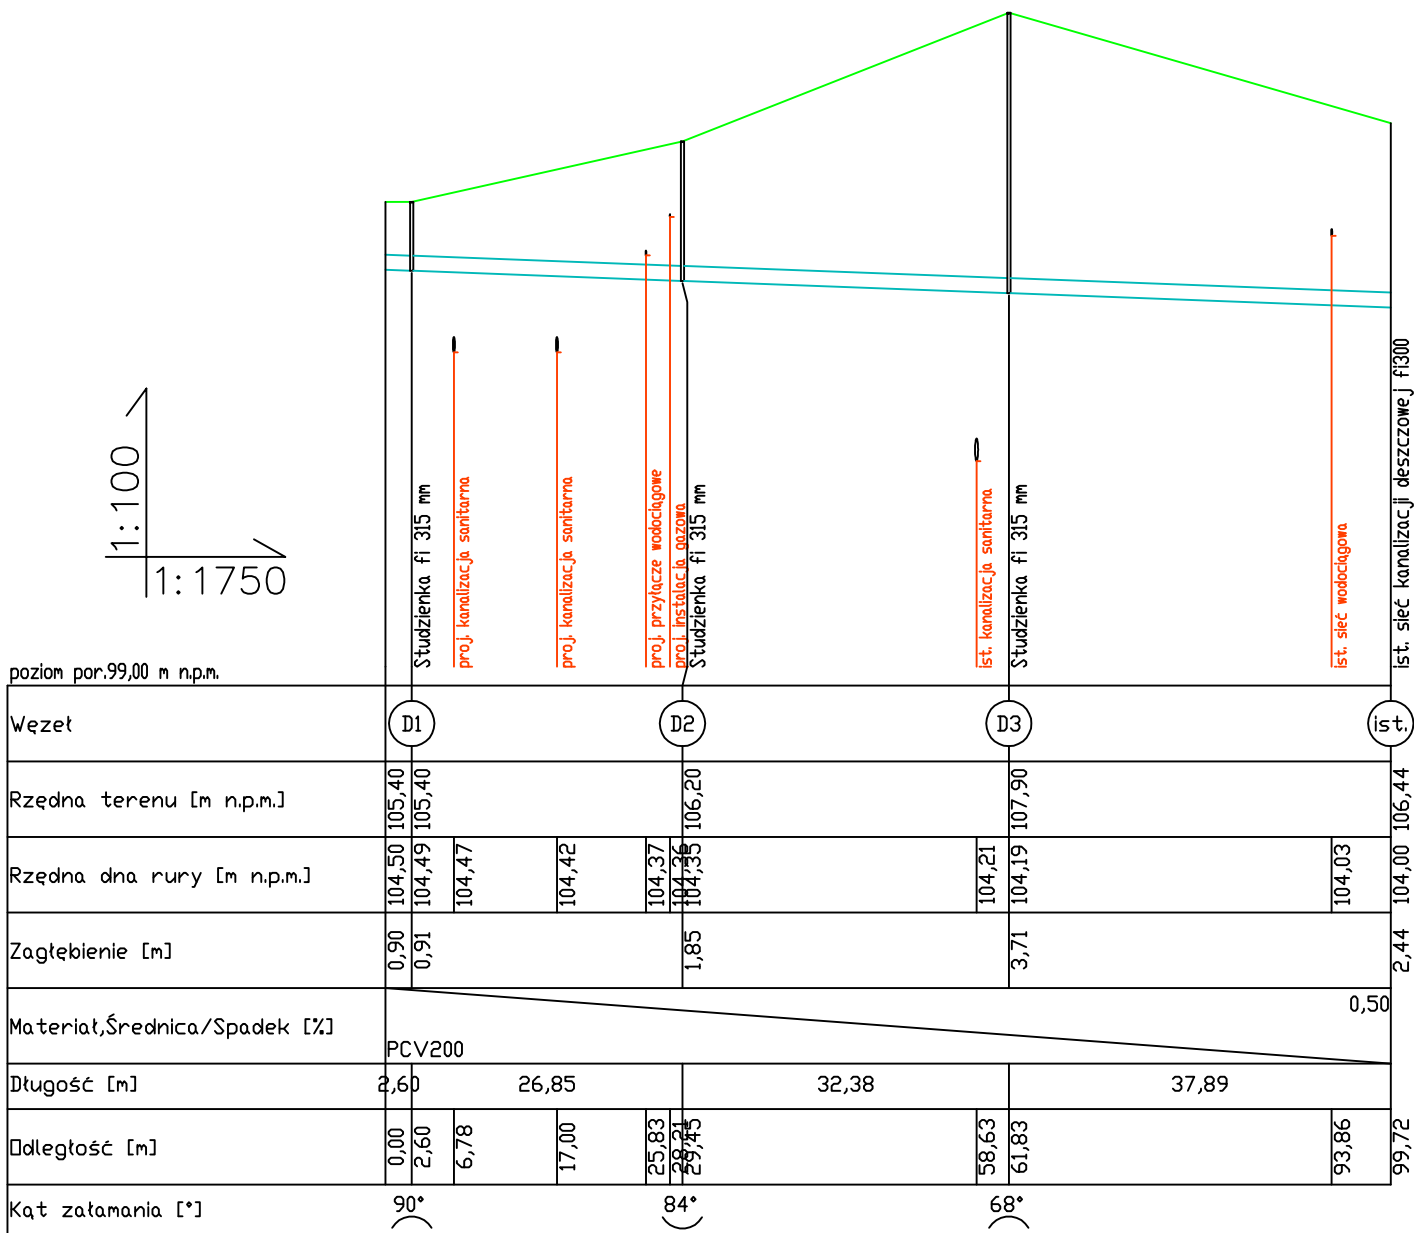 1:100
1:1750
Studzienka fi 315 mm
proj. kanalizacja sanitarna
proj. kanalizacja sanitarna
proj. przyłącze wodociągowe
proj. instalacja gazowa
Studzienka fi 315 mm
ist. kanalizacja sanitarna
Studzienka fi 315 mm
ist. sieć wodociągowa
ist. sieć kanalizacji deszczowej fi300
poziom por.99,00 m n.p.m.
Węzeł D1 D2 D3 ist.
Rzędna terenu [m n.p.m.] 105,40 105,40 106,20 107,90 106,44
Rzędna dna rury [m n.p.m.] 104,50 104,49 104,47 104,42 104,37 104,36 104,35 104,21 104,19 104,03 104,00
Zagłębienie [m] 0,90 0,91 1,85 3,71 2,44
Materiał,Średnica/Spadek [%] PCV200 0,50
Długość [m] 2,60 26,85 32,38 37,89
Odległość [m] 0,00 2,60 6,78 17,00 25,83 28,21 29,45 58,63 61,83 93,86 99,72
Kąt załamania [°] 90° 84° 68°